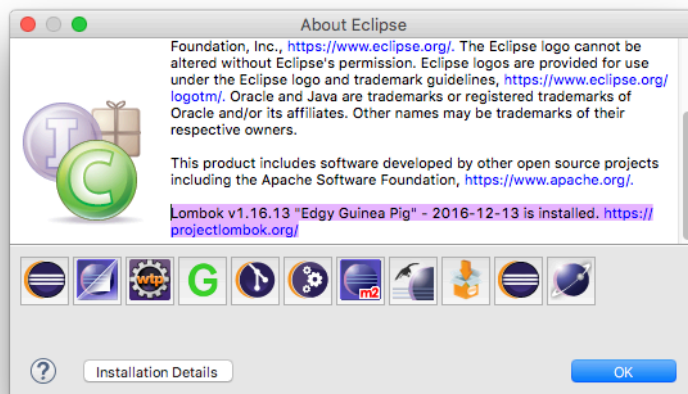 About Eclipse
Foundation, Inc., https://www.eclipse.org/. The Eclipse logo cannot be
altered without Eclipse's permission. Eclipse logos are provided for use
under the Eclipse logo and trademark guidelines, https://www.eclipse.org/
logotm/. Oracle and Java are trademarks or registered trademarks of
Oracle and/or its affiliates. Other names may be trademarks of their
respective owners.
This product includes software developed by other open source projects
including the Apache Software Foundation, https://www.apache.org/.
Lombok v1.16.13 "Edgy Guinea Pig" - 2016-12-13 is installed. https://
projectlombok.org/
I
C
wtp
G
m2
?
Installation Details
OK